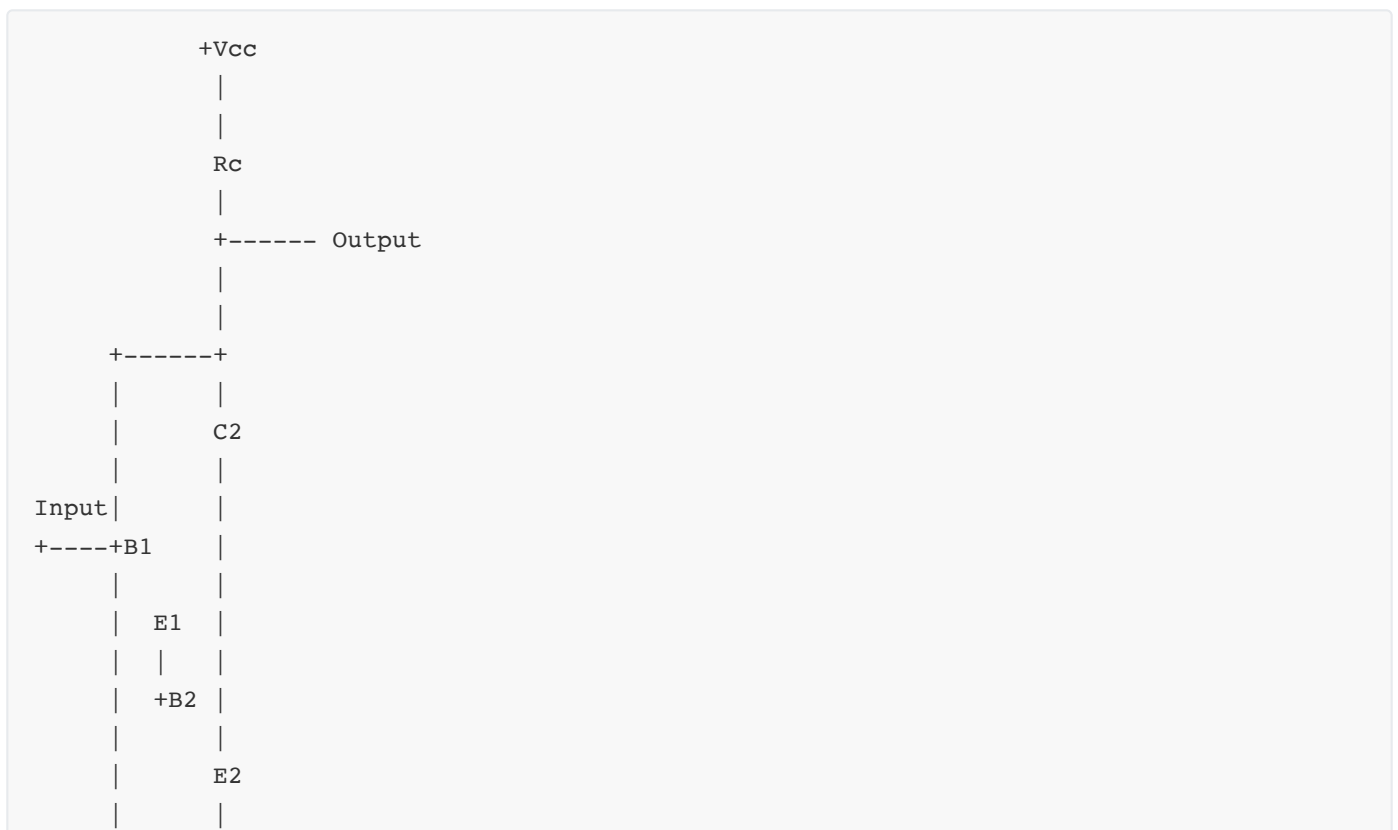 +Vcc
|
|
Rc
|
+------ Output
|
|
+------+
|      |
|      C2
|      |
Input|       |
+----+B1     |
|      |
|  E1  |
|  |   |
|  +B2 |
|      |
|      E2
|      |